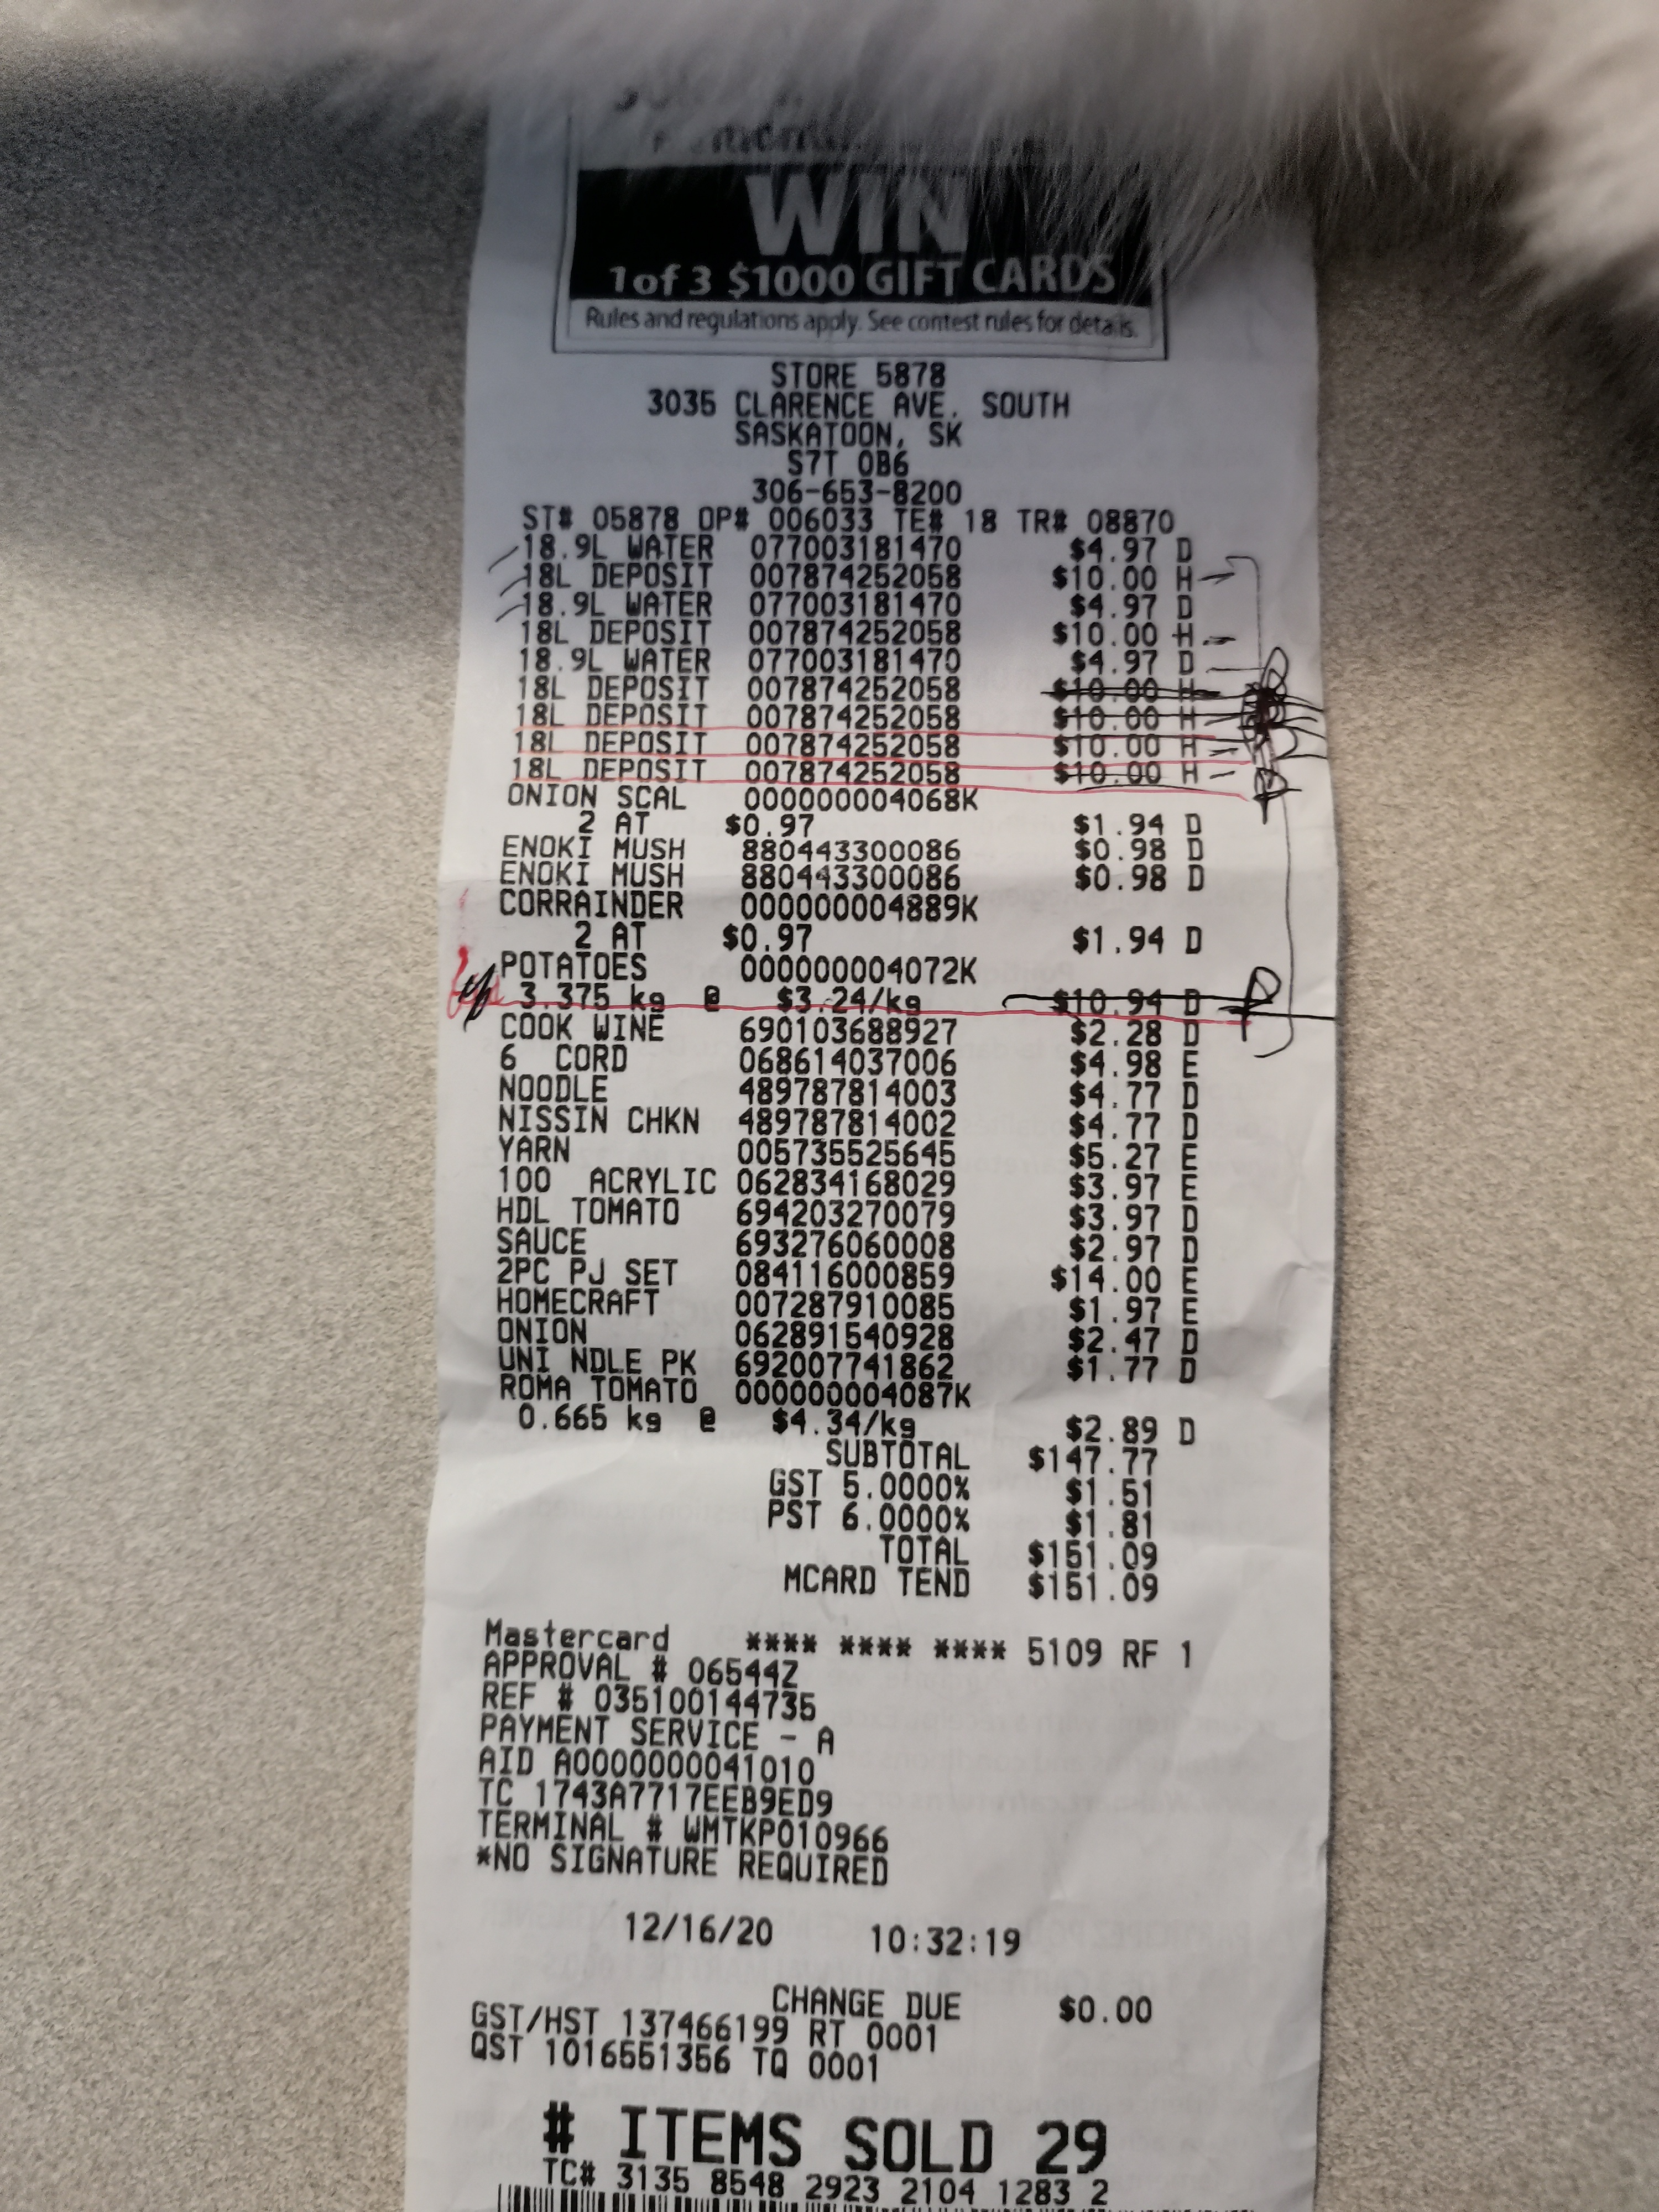 WIN
1 of 3 $1000 GIFT CARDS
Rules and regulations apply. See contest rules for details.
STORE 5878
3035 CLARENCE AVE. SOUTH
SASKATOON, SK
S7T 0B6
306-653-8200
ST# 05878 OP# 006033 TE# 18 TR# 08870
18.9L WATER 077003181470 $4.97 D
18L DEPOSIT 007874252058 $10.00 H
18.9L WATER 077003181470 $4.97 D
18L DEPOSIT 007874252058 $10.00 H
18.9L WATER 077003181470 $4.97 D
18L DEPOSIT 007874252058 $10.00 H
18L DEPOSIT 007874252058 $10.00 H
18L DEPOSIT 007874252058 $10.00 H
18L DEPOSIT 007874252058 $10.00 H
ONION SCAL 000000004068K
2 AT $0.97 $1.94 D
ENOKI MUSH 880443300086 $0.98 D
ENOKI MUSH 880443300086 $0.98 D
CORRAINDER 000000004889K
2 AT $0.97 $1.94 D
POTATOES 000000004072K
3.375 kg @ $3.24/kg $10.94 D
COOK WINE 690103688927 $2.28 D
6 CORD 068614037006 $4.98 E
NOODLE 489787814003 $4.77 D
NISSIN CHKN 489787814002 $4.77 D
YARN 005735525645 $5.27 E
100 ACRYLIC 062834168029 $3.97 E
HDL TOMATO 694203270079 $3.97 D
SAUCE 693276060008 $2.97 D
2PC PJ SET 084116000859 $14.00 E
HOMECRAFT 007287910085 $1.97 E
ONION 062891540928 $2.47 D
UNI NDLE PK 692007741862 $1.77 D
ROMA TOMATO 000000004087K
0.665 kg @ $4.34/kg $2.89 D
SUBTOTAL $147.77
GST 5.0000% $1.51
PST 6.0000% $1.81
TOTAL $151.09
MCARD TEND $151.09
Mastercard **** **** **** 5109 RF 1
APPROVAL # 06544Z
REF # 035100144735
PAYMENT SERVICE - A
AID A0000000041010
TC 1743A7717EEB9ED9
TERMINAL # WMTKP010966
*NO SIGNATURE REQUIRED
12/16/20 10:32:19
CHANGE DUE $0.00
GST/HST 137466199 RT 0001
QST 1016551356 TQ 0001
# ITEMS SOLD 29
TC# 3135 8548 2923 2104 1283 2